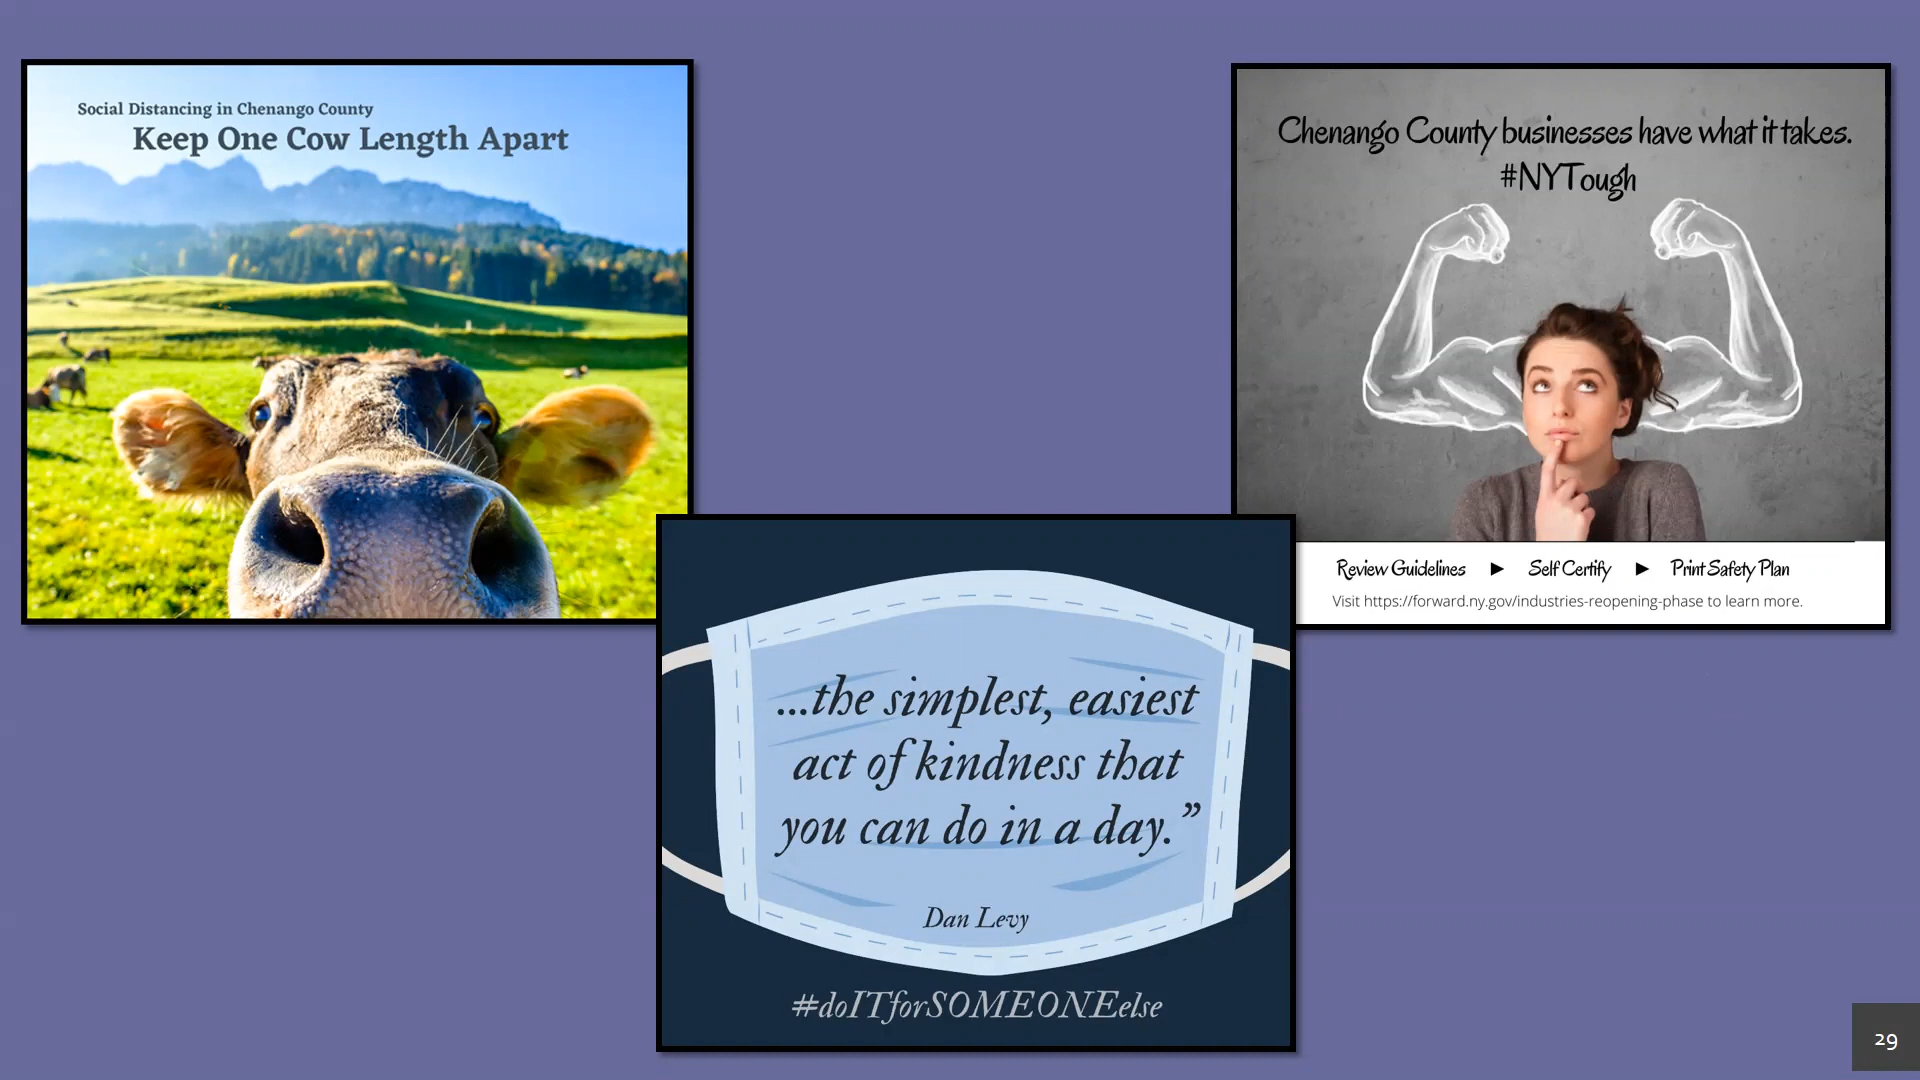 Social Distancing in Chenango County
Keep One Cow Length Apart
Chenango County businesses have what it takes.
#NYTough
Review Guidelines ► Self Certify ► Print Safety Plan
Visit https://forward.ny.gov/industries-reopening-phase to learn more.
...the simplest, easiest
act of kindness that
you can do in a day.”
Dan Levy
#doITforSOMEONEelse
29